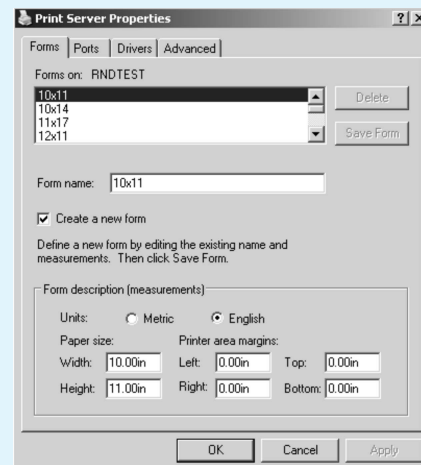 Print Server Properties
Forms Ports Drivers Advanced
Forms on: RNDTEST
10x11
10x14
11x17
12x11
Delete
Save Form
Form name: 10x11
Create a new form
Define a new form by editing the existing name and
measurements. Then click Save Form.
Form description (measurements)
Units: Metric English
Paper size: Printer area margins:
Width: 10.00in Left: 0.00in Top: 0.00in
Height: 11.00in Right: 0.00in Bottom: 0.00in
OK Cancel Apply